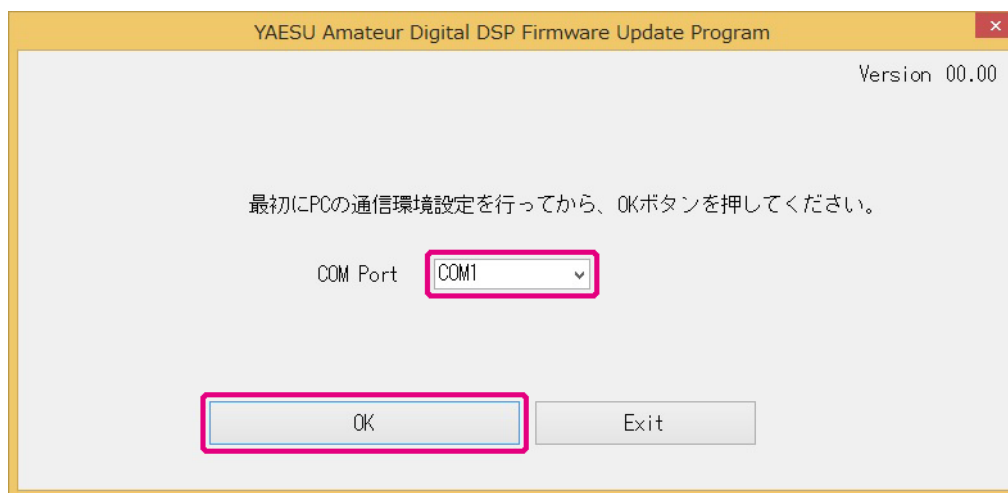 YAESU Amateur Digital DSP Firmware Update Program
Version 00.00
最初にPCの通信環境設定を行ってから、OKボタンを押してください。
COM Port COM1
OK Exit